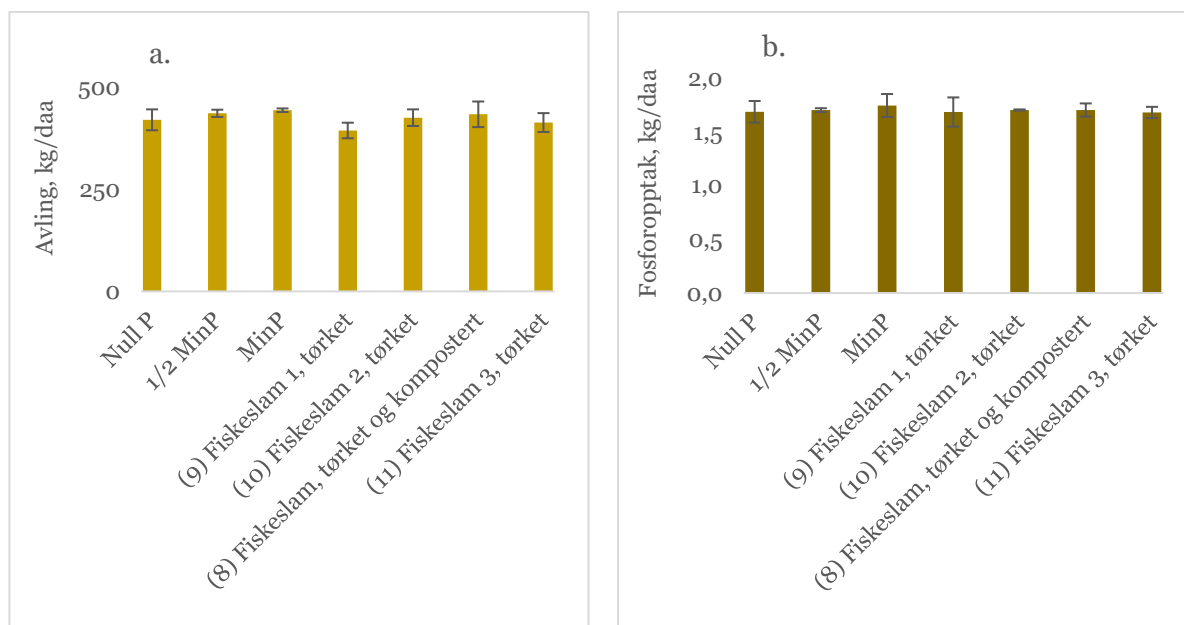 a.
Avling, kg/daa
500
250
0
Null P
1/2 MinP
MinP
(9) Fiskeslam 1, tørket
(10) Fiskeslam 2, tørket
(8) Fiskeslam, tørket og kompostert
(11) Fiskeslam 3, tørket
b.
Fosforopptak, kg/daa
2,0
1,5
1,0
0,5
0,0
Null P
1/2 MinP
MinP
(9) Fiskeslam 1, tørket
(10) Fiskeslam 2, tørket
(8) Fiskeslam, tørket og kompostert
(11) Fiskeslam 3, tørket